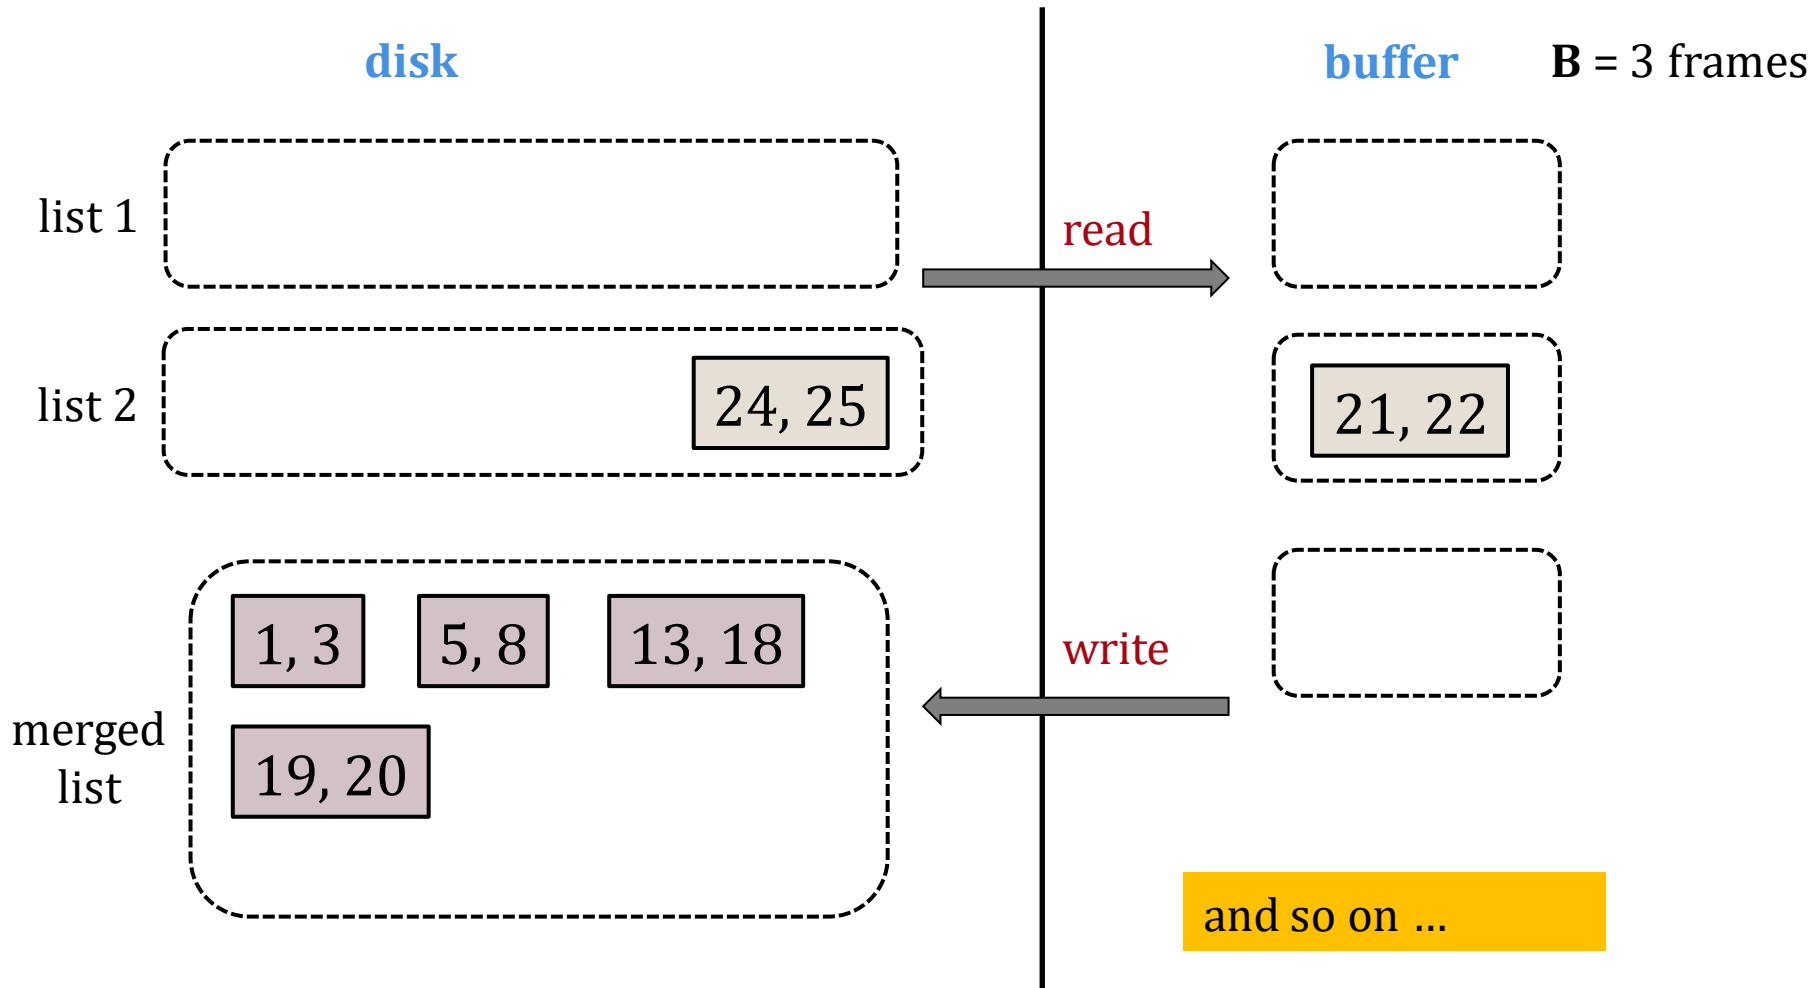 disk
buffer
B = 3 frames
list 1
read
list 2
24, 25
21, 22
1, 3
5, 8
13, 18
write
merged
list
19, 20
and so on ...